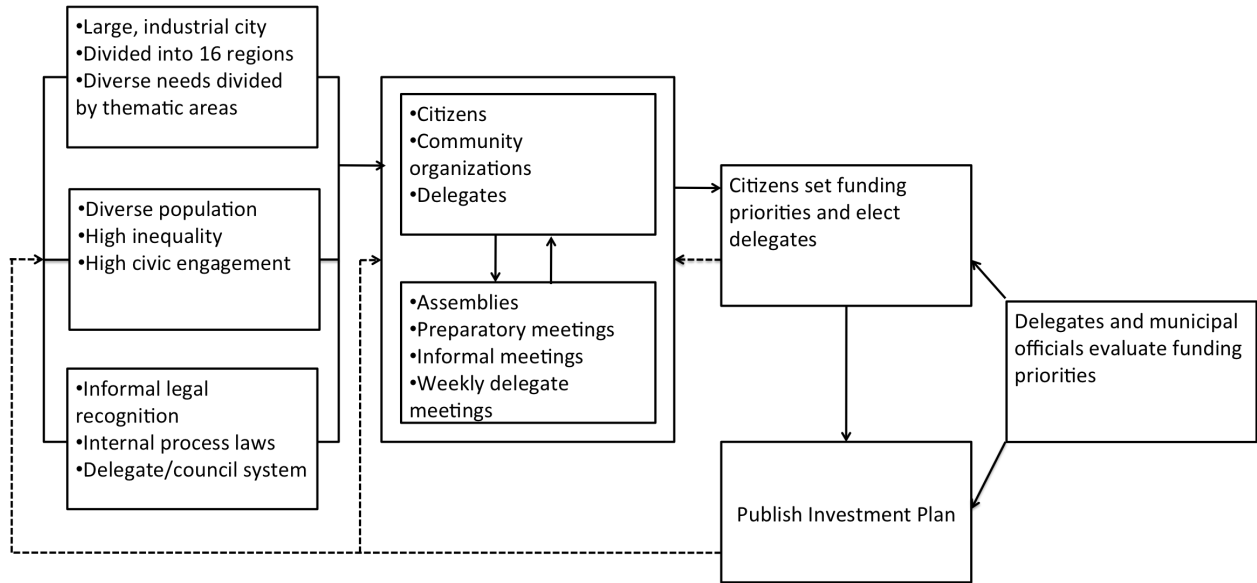 •Large, industrial city
•Divided into 16 regions
•Diverse needs divided
by thematic areas
•Diverse population
•High inequality
•High civic engagement
•Informal legal
recognition
•Internal process laws
•Delegate/council system
•Citizens
•Community
organizations
•Delegates
•Assemblies
•Preparatory meetings
•Informal meetings
•Weekly delegate
meetings
Citizens set funding
priorities and elect
delegates
Publish Investment Plan
Delegates and municipal
officials evaluate funding
priorities